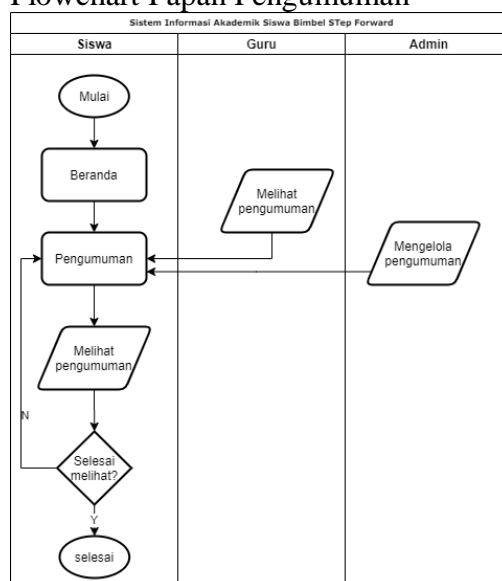 Flowchart Papan Pengumuman
Sistem Informasi Akademik Siswa Bimbel STep Forward
Siswa
Guru
Admin
Mulai
Beranda
Melihat
pengumuman
Mengelola
pengumuman
Pengumuman
Melihat
pengumuman
N
Selesai
melihat?
Y
selesai